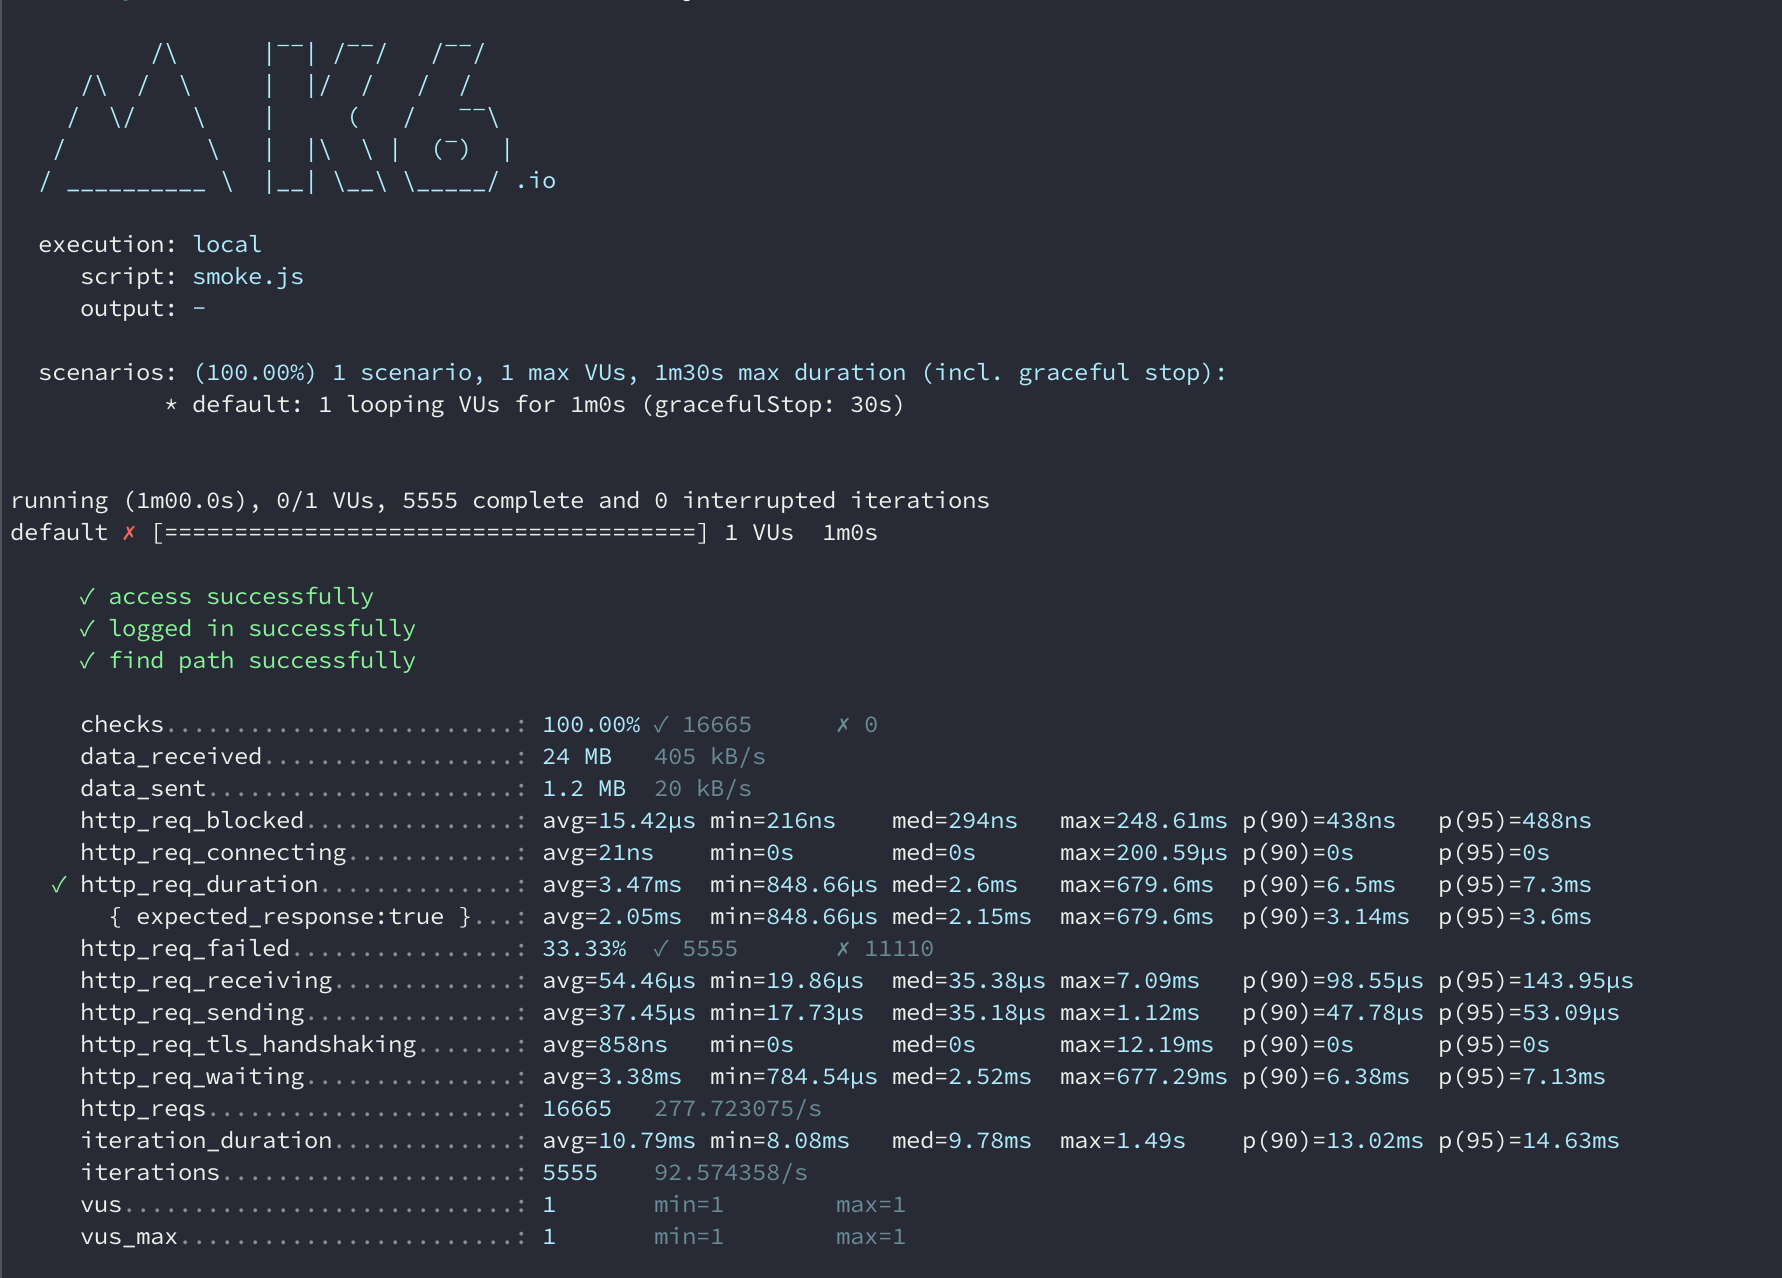 /\      |‾‾| /‾‾/   /‾‾/
    /\  /  \     |  |/  /   /  /
   /  \/    \    |     (   /   ‾‾\
  /          \   |  |\  \ |  (‾)  |
 / __________ \  |__| \__\ \_____/ .io
execution: local
script: smoke.js
output: -
scenarios: (100.00%) 1 scenario, 1 max VUs, 1m30s max duration (incl. graceful stop):
* default: 1 looping VUs for 1m0s (gracefulStop: 30s)
running (1m00.0s), 0/1 VUs, 5555 complete and 0 interrupted iterations
default ✗ [======================================] 1 VUs  1m0s
✓ access successfully
✓ logged in successfully
✓ find path successfully
checks.........................: 100.00% ✓ 16665      ✗ 0
data_received..................: 24 MB   405 kB/s
data_sent......................: 1.2 MB  20 kB/s
http_req_blocked...............: avg=15.42µs min=216ns    med=294ns   max=248.61ms p(90)=438ns   p(95)=488ns
http_req_connecting............: avg=21ns    min=0s       med=0s      max=200.59µs p(90)=0s      p(95)=0s
✓ http_req_duration..............: avg=3.47ms  min=848.66µs med=2.6ms   max=679.6ms  p(90)=6.5ms   p(95)=7.3ms
{ expected_response:true }...: avg=2.05ms  min=848.66µs med=2.15ms  max=679.6ms  p(90)=3.14ms  p(95)=3.6ms
http_req_failed................: 33.33%  ✓ 5555       ✗ 11110
http_req_receiving.............: avg=54.46µs min=19.86µs  med=35.38µs max=7.09ms   p(90)=98.55µs p(95)=143.95µs
http_req_sending...............: avg=37.45µs min=17.73µs  med=35.18µs max=1.12ms   p(90)=47.78µs p(95)=53.09µs
http_req_tls_handshaking.......: avg=858ns   min=0s       med=0s      max=12.19ms  p(90)=0s      p(95)=0s
http_req_waiting...............: avg=3.38ms  min=784.54µs med=2.52ms  max=677.29ms p(90)=6.38ms  p(95)=7.13ms
http_reqs......................: 16665   277.723075/s
iteration_duration.............: avg=10.79ms min=8.08ms   med=9.78ms  max=1.49s    p(90)=13.02ms p(95)=14.63ms
iterations.....................: 5555    92.574358/s
vus............................: 1       min=1        max=1
vus_max........................: 1       min=1        max=1